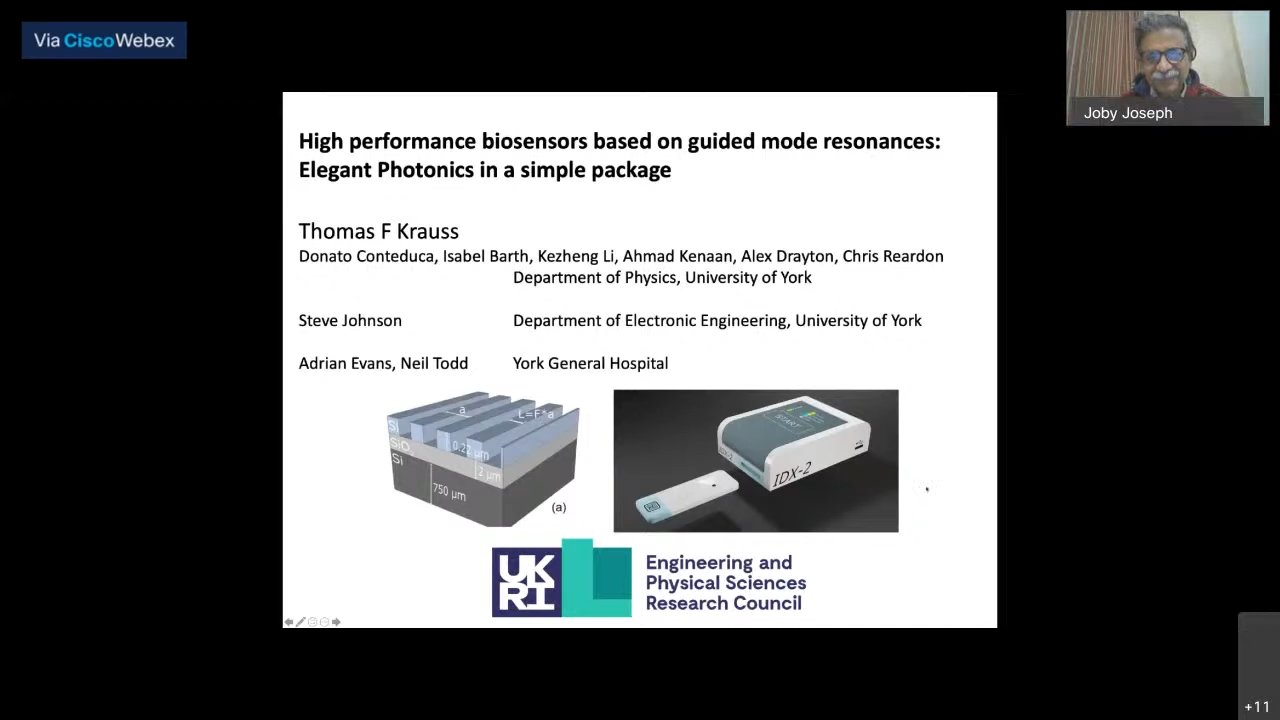 Via CiscoWebex
Joby Joseph
High performance biosensors based on guided mode resonances:
Elegant Photonics in a simple package
Thomas F Krauss
Donato Conteduca, Isabel Barth, Kezheng Li, Ahmad Kenaan, Alex Drayton, Chris Reardon
Department of Physics, University of York
Steve Johnson Department of Electronic Engineering, University of York
Adrian Evans, Neil Todd York General Hospital
a
L=F*a
Si
SiO
0.22 µm
Si
2 µm
750 µm
(a)
START
IDX-2
UK
RI
Engineering and
Physical Sciences
Research Council
+11